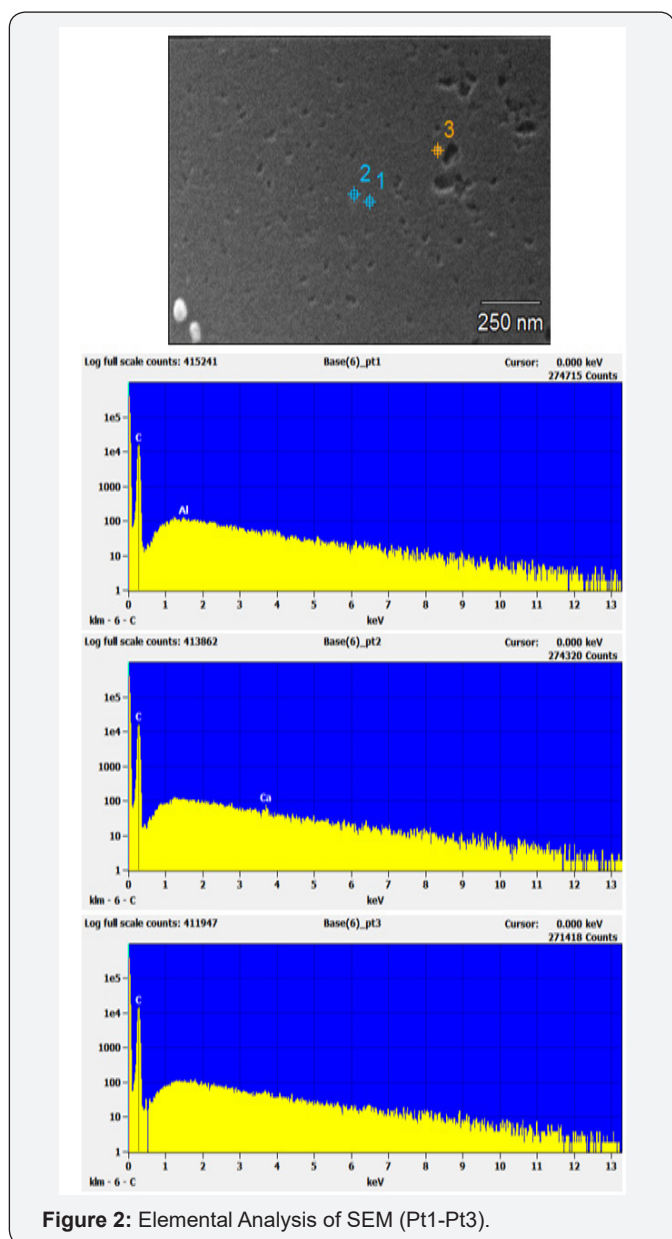 3
2 1
250 nm
Log full scale counts: 415241 Base(6)_pt1 Cursor: 0.000 keV
274715 Counts
1e5
C
1e4
1000
Al
100
10
1
0 1 2 3 4 5 6 7 8 9 10 11 12 13
klm - 6 - C keV
Log full scale counts: 413862 Base(6)_pt2 Cursor: 0.000 keV
274320 Counts
1e5
C
1e4
1000
Ca
100
10
1
0 1 2 3 4 5 6 7 8 9 10 11 12 13
klm - 6 - C keV
Log full scale counts: 411947 Base(6)_pt3 Cursor: 0.000 keV
271418 Counts
1e5
C
1e4
1000
100
10
1
0 1 2 3 4 5 6 7 8 9 10 11 12 13
klm - 6 - C keV
Figure 2: Elemental Analysis of SEM (Pt1-Pt3).